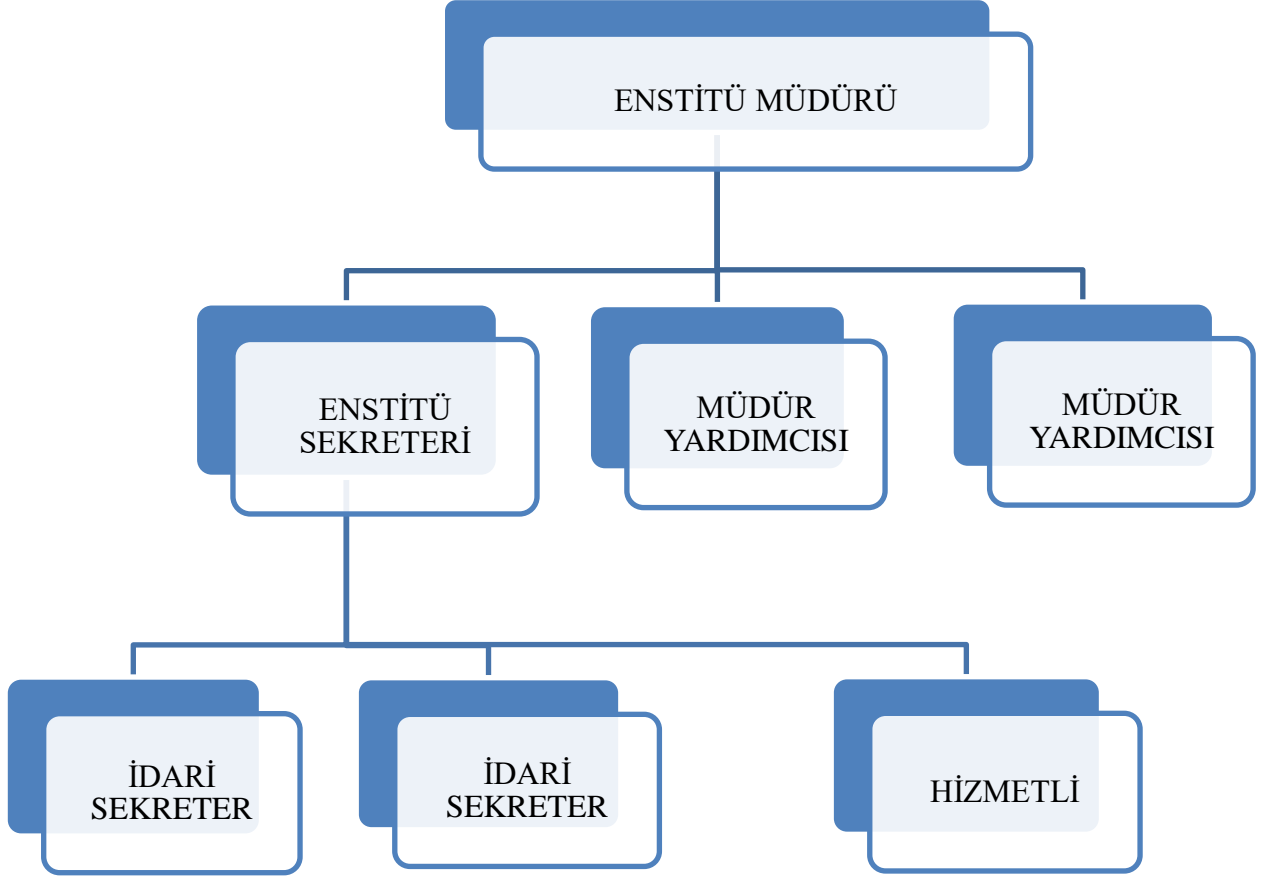 ENSTİTÜ MÜDÜRÜ
ENSTİTÜ
SEKRETERİ
MÜDÜR
YARDIMCISI
MÜDÜR
YARDIMCISI
İDARİ
SEKRETER
İDARİ
SEKRETER
HİZMETLİ